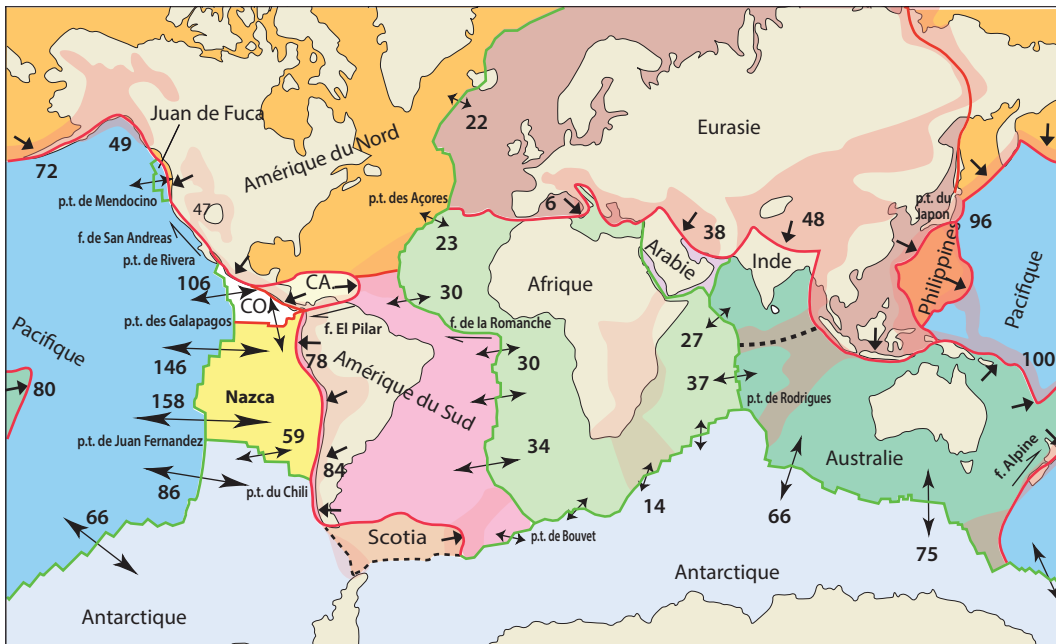 22
Eurasie
Juan de Fuca
49
72
Amérique du Nord
p.t. de Mendocino
p.t. des Açores
6
p.t. du
Japon
96
47
23
38
48
f. de San Andreas
p.t. de Rivera
Arabie
Inde
106
CA
CO
30
Afrique
Philippines
Pacifique
Pacifique
p.t. des Galapagos
f. El Pilar
f. de la Romanche
27
146
78
30
100
80
Amérique du Sud
37
158
Nazca
p.t. de Rodrigues
p.t. de Juan Fernandez
59
34
84
Australie
f. Alpine
86
p.t. du Chili
14
66
66
Scotia
p.t. de Bouvet
75
Antarctique
Antarctique